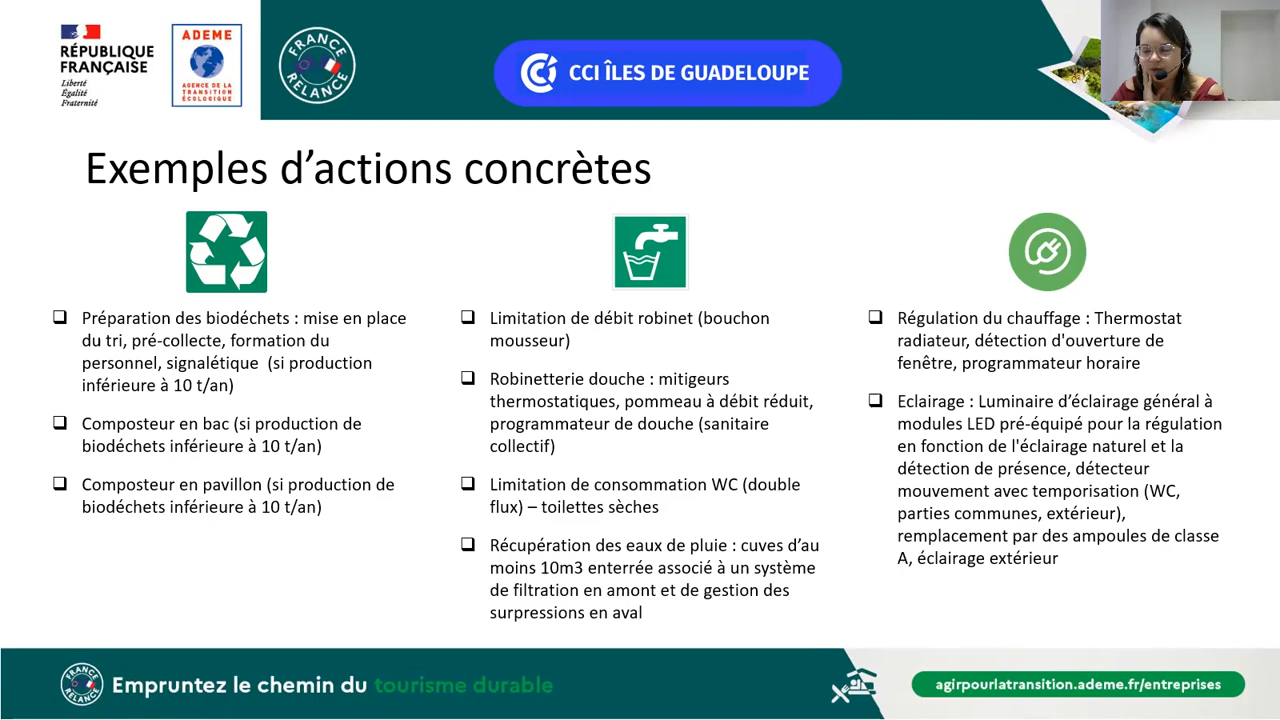 RÉPUBLIQUE
FRANÇAISE
Liberté
Égalité
Fraternité
ADEME
AGENCE DE LA
TRANSITION
ÉCOLOGIQUE
FRANCE
RELANCE
CCI ÎLES DE GUADELOUPE
Exemples d’actions concrètes
❑ Préparation des biodéchets : mise en place
du tri, pré-collecte, formation du
personnel, signalétique (si production
inférieure à 10 t/an)
❑ Composteur en bac (si production de
biodéchets inférieure à 10 t/an)
❑ Composteur en pavillon (si production de
biodéchets inférieure à 10 t/an)
❑ Limitation de débit robinet (bouchon
mousseur)
❑ Robinetterie douche : mitigeurs
thermostatiques, pommeau à débit réduit,
programmateur de douche (sanitaire
collectif)
❑ Limitation de consommation WC (double
flux) – toilettes sèches
❑ Récupération des eaux de pluie : cuves d’au
moins 10m3 enterrée associé à un système
de filtration en amont et de gestion des
surpressions en aval
❑ Régulation du chauffage : Thermostat
radiateur, détection d'ouverture de
fenêtre, programmateur horaire
❑ Eclairage : Luminaire d’éclairage général à
modules LED pré-équipé pour la régulation
en fonction de l'éclairage naturel et la
détection de présence, détecteur
mouvement avec temporisation (WC,
parties communes, extérieur),
remplacement par des ampoules de classe
A, éclairage extérieur
FRANCE
RELANCE
Empruntez le chemin du tourisme durable
agirpourlatransition.ademe.fr/entreprises